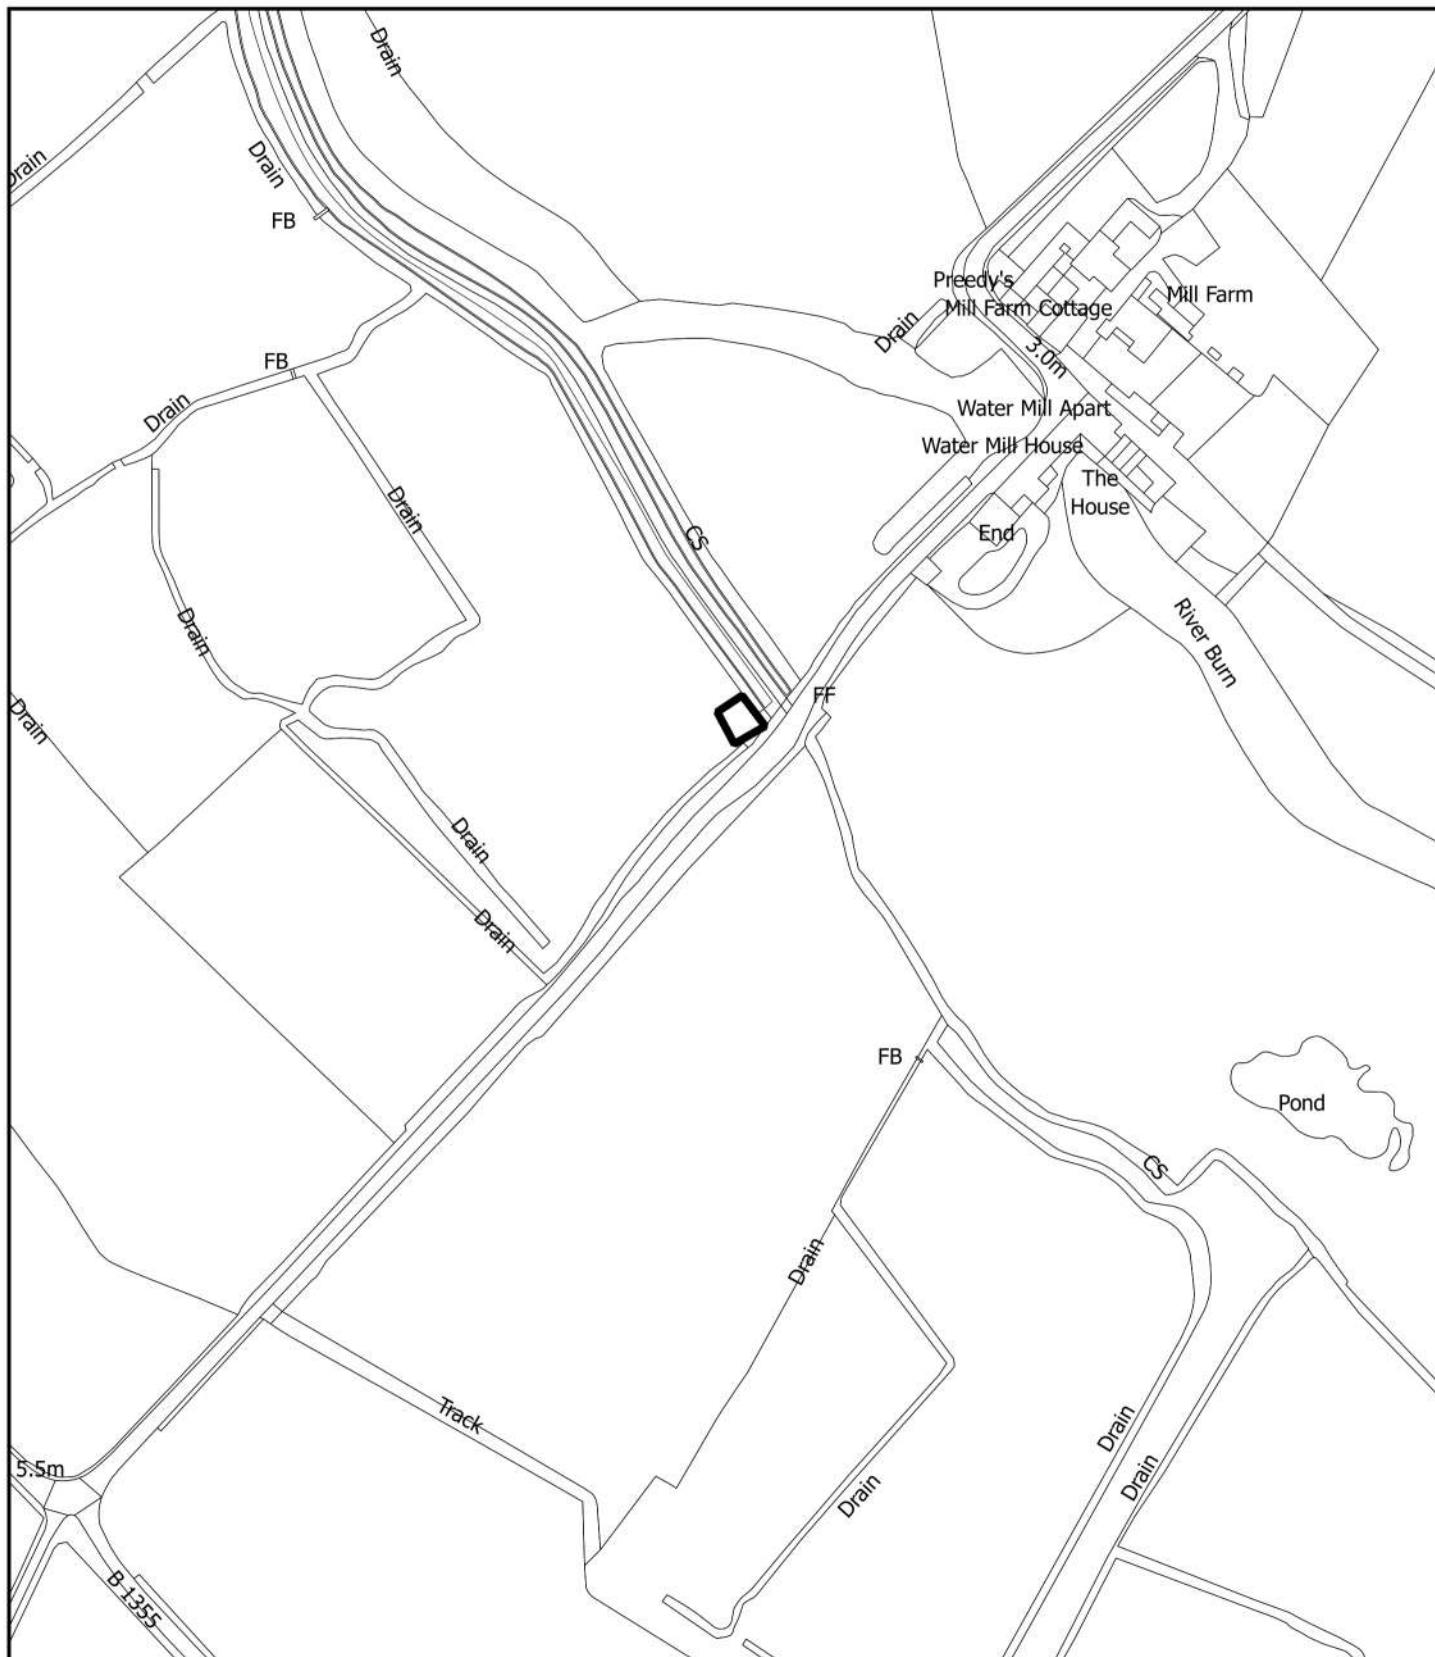 Drain
Drain
Drain
FB
Preedy's
Mill Farm
Mill Farm Cottage
Drain
3.0m
FB
Drain
Water Mill Apart
Water Mill House
The
House
Drain
CS
End
Drain
River Burn
FF
Drain
Drain
Drain
FB
Pond
CS
Drain
Track
Drain
Drain
Drain
5.5m
B 1355